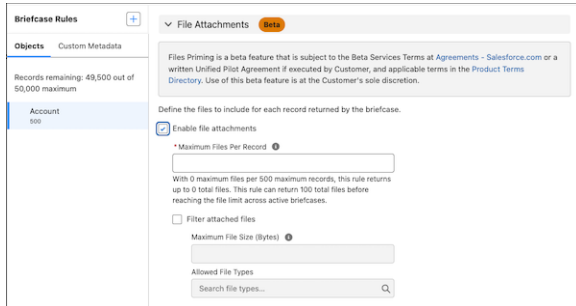 Briefcase Rules
Objects Custom Metadata
Records remaining: 49,500 out of
50,000 maximum
Account
500
File Attachments Beta
Files Priming is a beta feature that is subject to the Beta Services Terms at Agreements - Salesforce.com or a
written Unified Pilot Agreement if executed by Customer, and applicable terms in the Product Terms
Directory. Use of this beta feature is at the Customer's sole discretion.
Define the files to include for each record returned by the briefcase.
Enable file attachments
* Maximum Files Per Record
With 0 maximum files per 500 maximum records, this rule returns
up to 0 total files. This rule can return 100 total files before
reaching the file limit across active briefcases.
Filter attached files
Maximum File Size (Bytes)
Allowed File Types
Search file types...